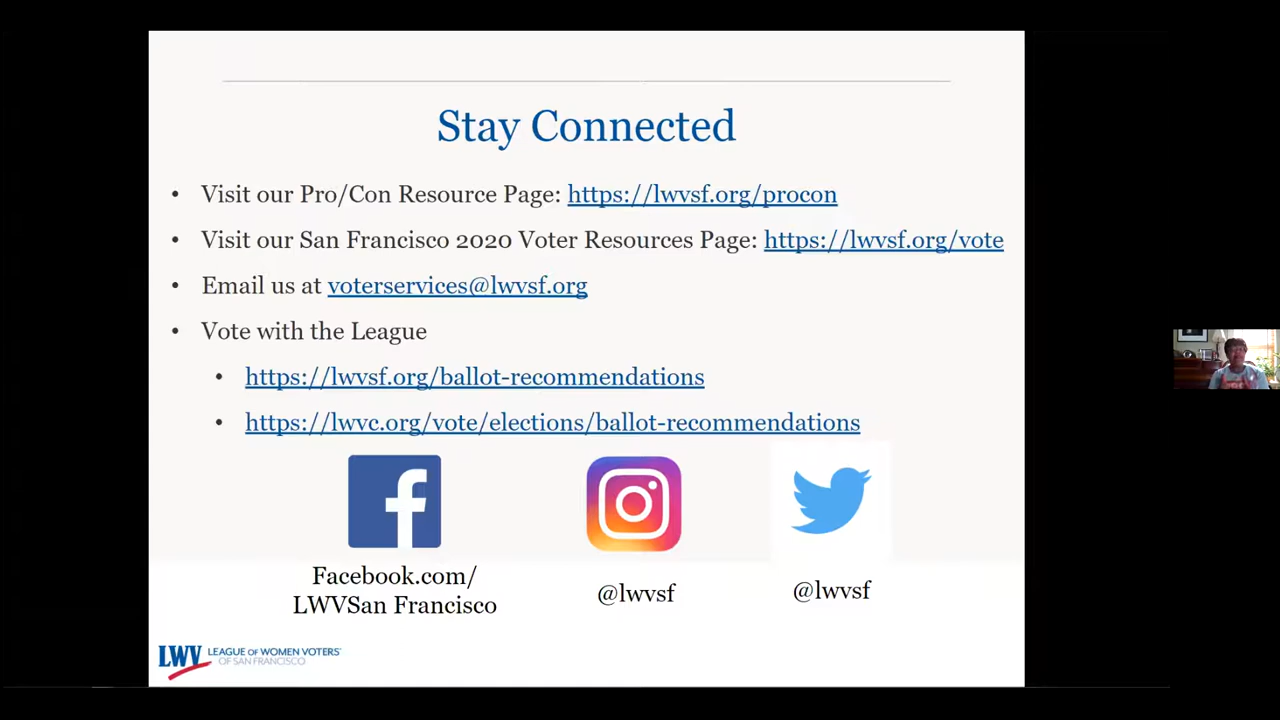 Stay Connected
• Visit our Pro/Con Resource Page: https://lwvsf.org/procon
• Visit our San Francisco 2020 Voter Resources Page: https://lwvsf.org/vote
• Email us at voterservices@lwvsf.org
• Vote with the League
• https://lwvsf.org/ballot-recommendations
• https://lwvc.org/vote/elections/ballot-recommendations
Facebook.com/
LWVSan Francisco
@lwvsf
@lwvsf
LWV LEAGUE OF WOMEN VOTERS®
OF SAN FRANCISCO